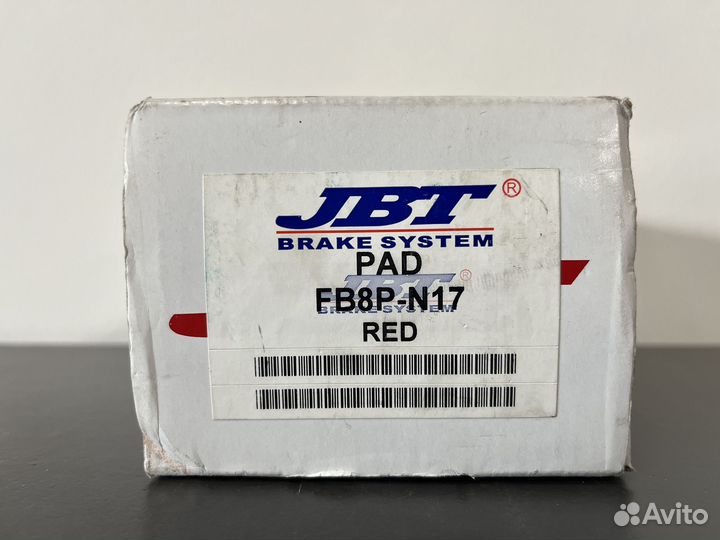 JBT®
BRAKE SYSTEM
PAD
JBT®
FB8P-N17
BRAKE SYSTEM
RED
Avito